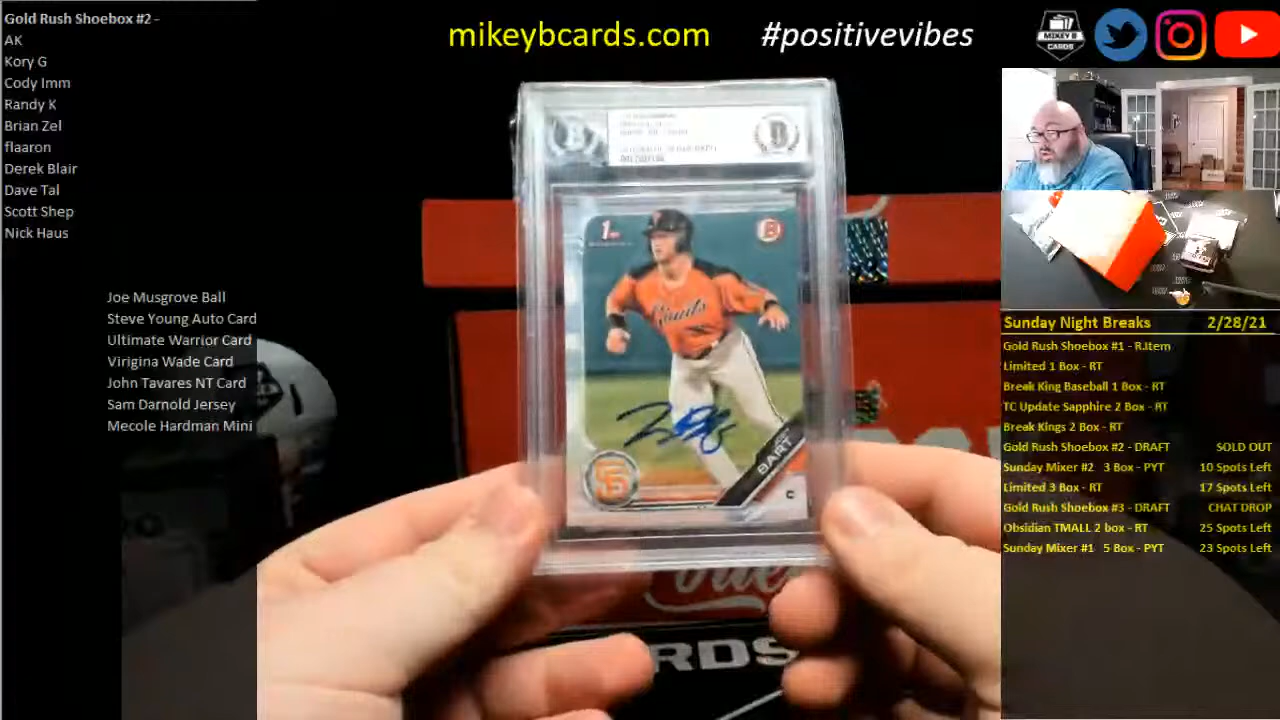 Gold Rush Shoebox #2 -
AK
Kory G
Cody Imm
Randy K
Brian Zel
flaaron
Derek Blair
Dave Tal
Scott Shep
Nick Haus
Joe Musgrove Ball
Steve Young Auto Card
Ultimate Warrior Card
Virigina Wade Card
John Tavares NT Card
Sam Darnold Jersey
Mecole Hardman Mini
mikeybcards.com #positivevibes
MIKEY B
CARDS
1st
B
Giants
BART
C
SF
RDS
Sunday Night Breaks 2/28/21
Gold Rush Shoebox #1 - R.Item
Limited 1 Box - RT
Break King Baseball 1 Box - RT
TC Update Sapphire 2 Box - RT
Break Kings 2 Box - RT
Gold Rush Shoebox #2 - DRAFT SOLD OUT
Sunday Mixer #2 3 Box - PYT 10 Spots Left
Limited 3 Box - RT 17 Spots Left
Gold Rush Shoebox #3 - DRAFT CHAT DROP
Obsidian TMALL 2 box - RT 25 Spots Left
Sunday Mixer #1 5 Box - PYT 23 Spots Left